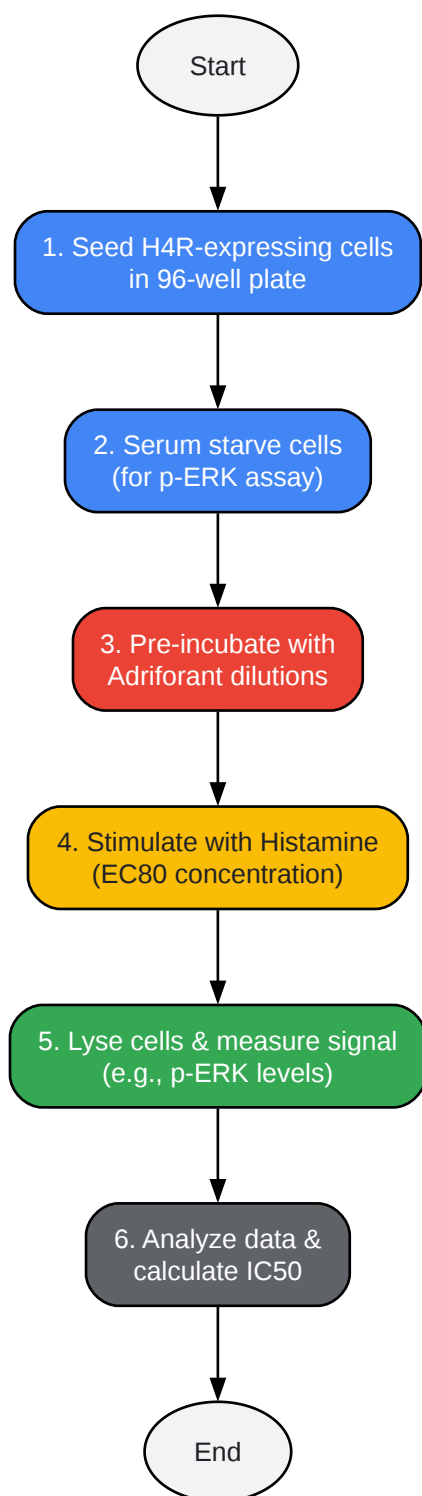 Start
1. Seed H4R-expressing cells
in 96-well plate
2. Serum starve cells
(for p-ERK assay)
3. Pre-incubate with
Adriforant dilutions
4. Stimulate with Histamine
(EC80 concentration)
5. Lyse cells & measure signal
(e.g., p-ERK levels)
6. Analyze data &
calculate IC50
End